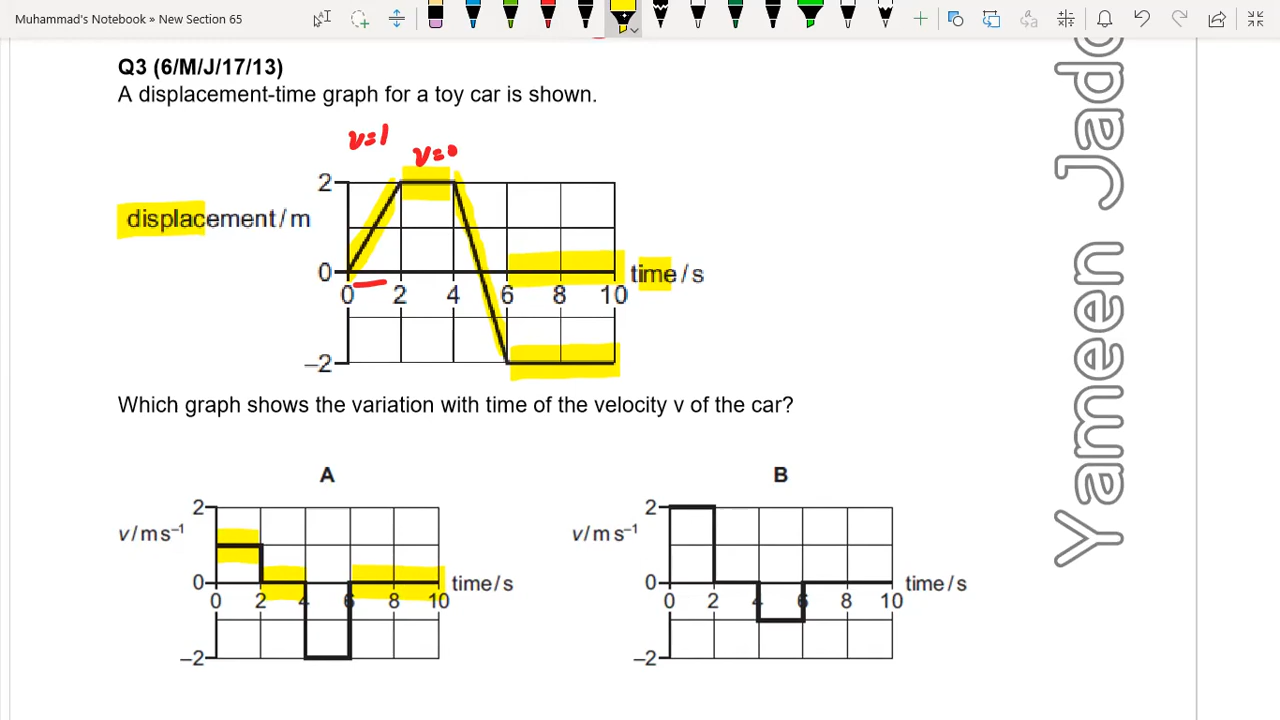 Muhammad's Notebook » New Section 65
Q3 (6/M/J/17/13)
A displacement-time graph for a toy car is shown.
v=1
v=0
2
displacement/m
0
time/s
0 2 4 6 8 10
–2
Which graph shows the variation with time of the velocity v of the car?
A
B
2
v/m s⁻¹
0
time/s
0 2 4 6 8 10
–2
2
v/m s⁻¹
0
time/s
0 2 4 6 8 10
–2
Yameen